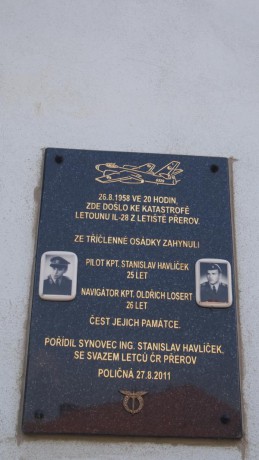 26.8.1958 VE 20 HODIN,
ZDE DOŠLO KE KATASTROFĚ
LETOUNU IL-28 Z LETIŠTĚ PŘEROV.
ZE TŘÍČLENNÉ OSÁDKY ZAHYNULI
PILOT KPT. STANISLAV HAVLÍČEK
25 LET
NAVIGÁTOR KPT. OLDŘICH LOSERT
26 LET
ČEST JEJICH PAMÁTCE.
POŘÍDIL SYNOVEC ING. STANISLAV HAVLÍČEK,
SE SVAZEM LETCŮ ČR PŘEROV
POLIČNÁ 27.8.2011